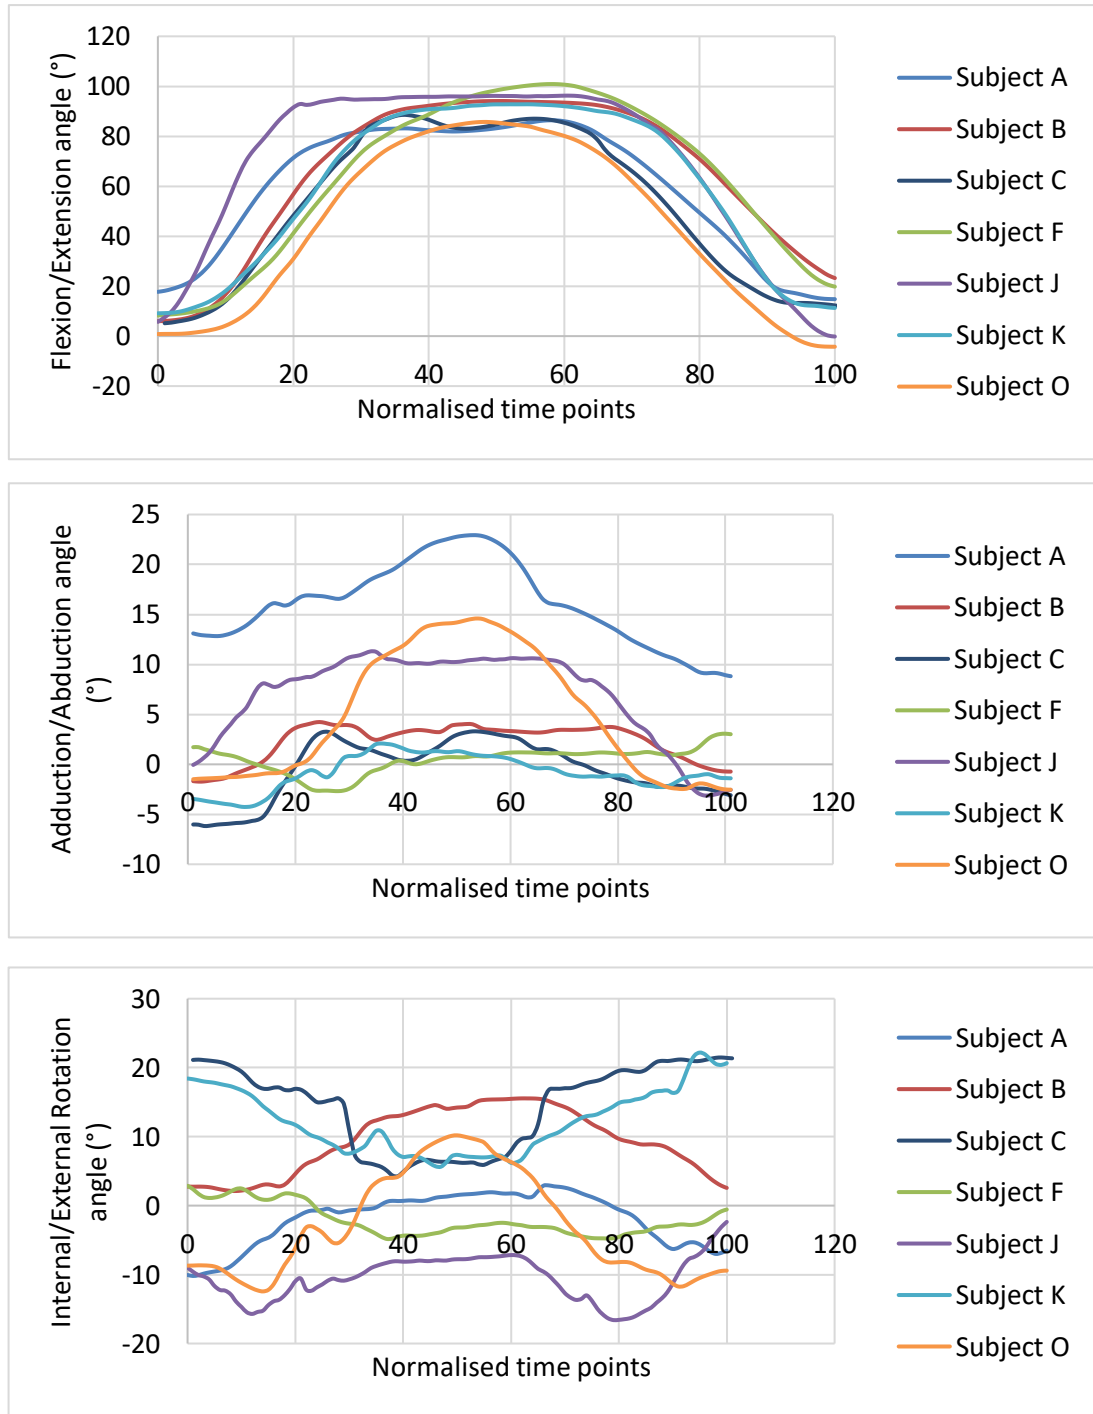 120
100
80
60
40
20
0
-20
Flexion/Extension angle (°)
0 20 40 60 80 100
Normalised time points
Subject A
Subject B
Subject C
Subject F
Subject J
Subject K
Subject O
25
20
15
10
5
0
-5
-10
Adduction/Abduction angle
(°)
0 20 40 60 80 100 120
Normalised time points
Subject A
Subject B
Subject C
Subject F
Subject J
Subject K
Subject O
30
20
10
0
-10
-20
Internal/External Rotation
angle (°)
0 20 40 60 80 100 120
Normalised time points
Subject A
Subject B
Subject C
Subject F
Subject J
Subject K
Subject O